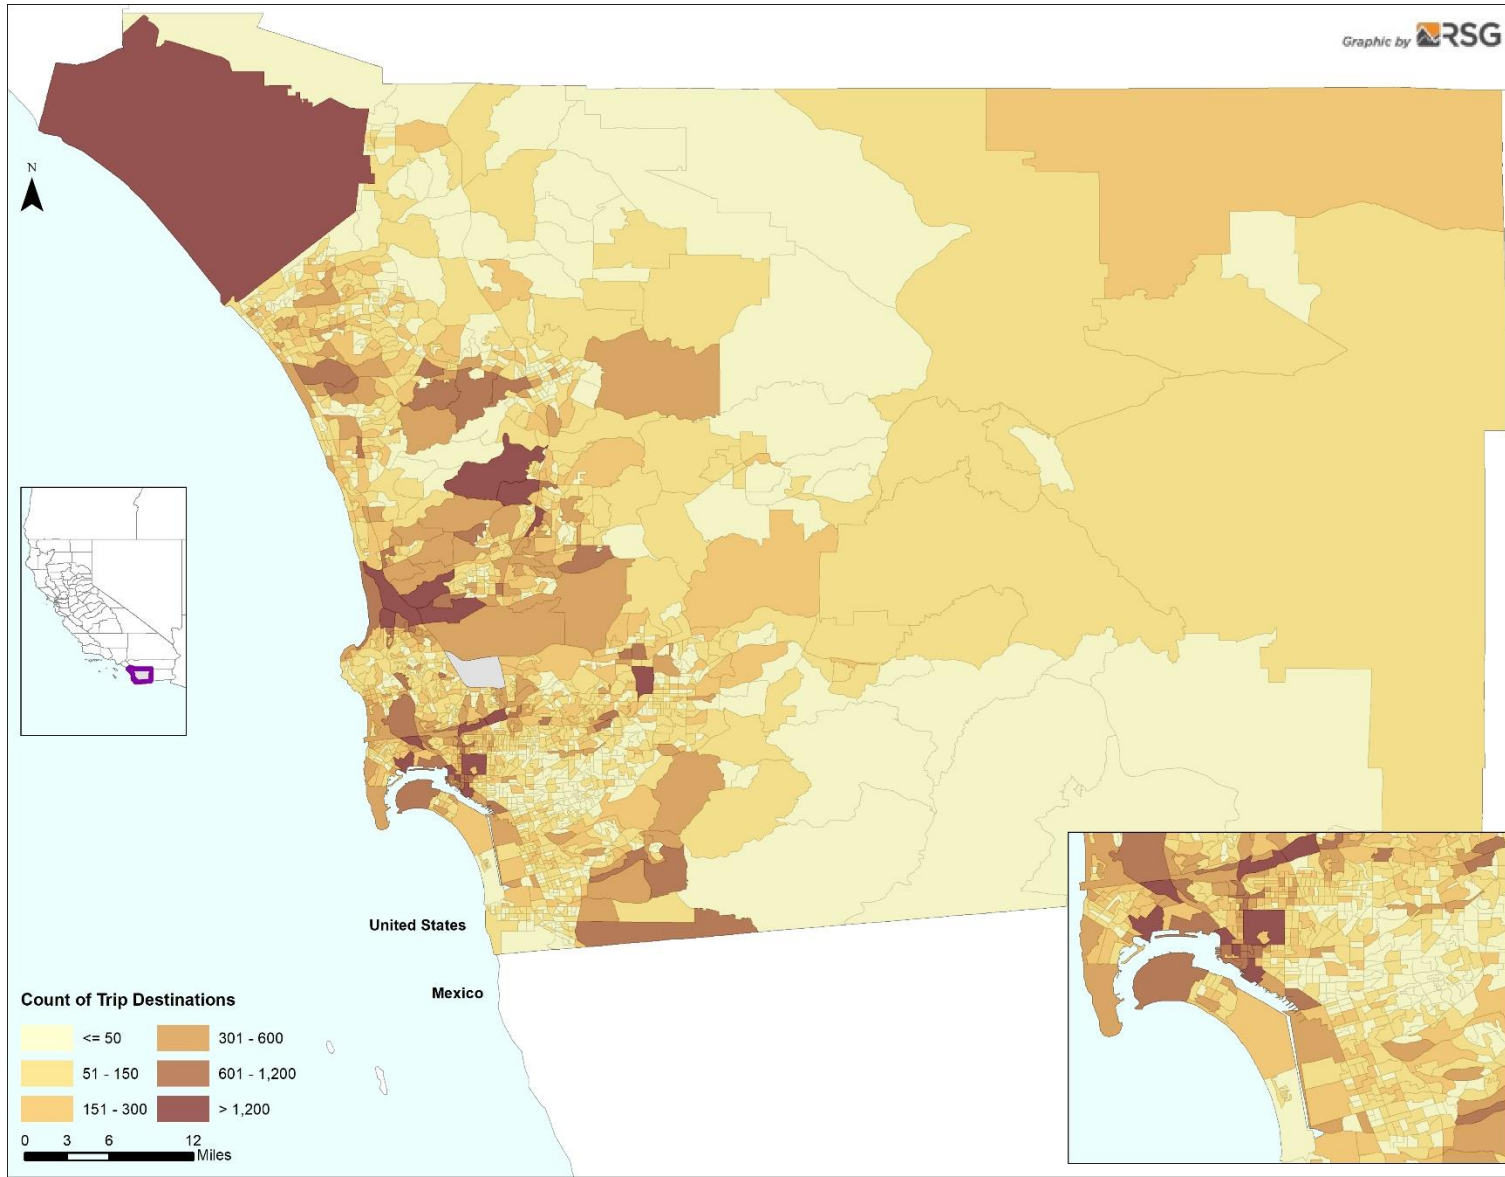 Graphic by RSG
N
United States
Mexico
Count of Trip Destinations
<= 50
51 - 150
151 - 300
301 - 600
601 - 1,200
> 1,200
0 3 6 12
Miles